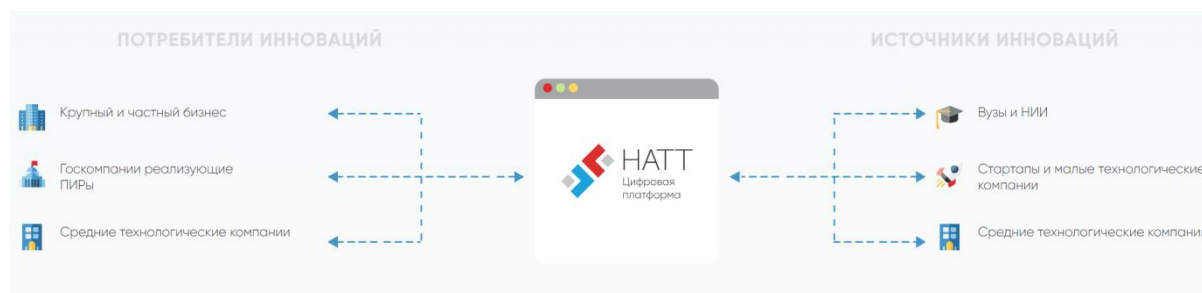 ПОТРЕБИТЕЛИ ИННОВАЦИЙ
Крупный и частный бизнес
Госкомпании реализующие
ПИРы
Средние технологические компании
НАТТ
Цифровая
платформа
ИСТОЧНИКИ ИННОВАЦИЙ
Вузы и НИИ
Стартапы и малые технологические
компании
Средние технологические компании